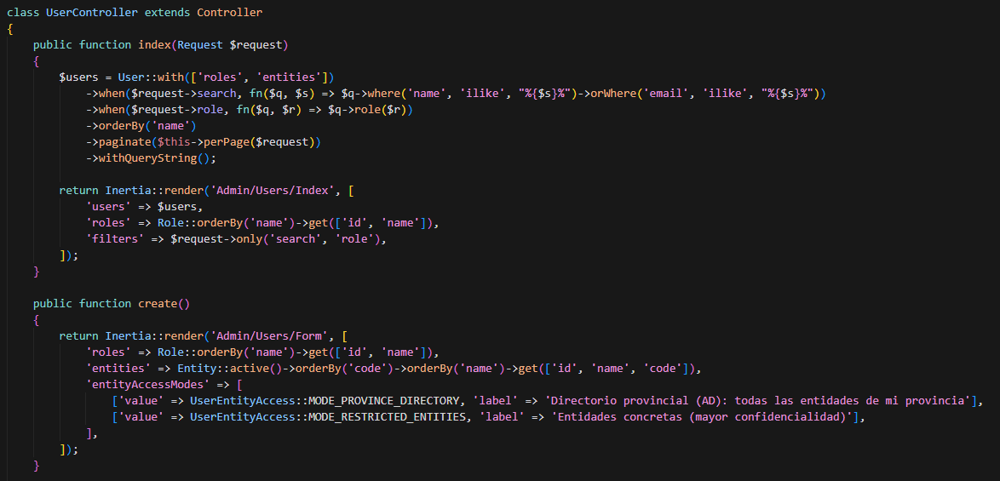 class UserController extends Controller
{
    public function index(Request $request)
    {
        $users = User::with(['roles', 'entities'])
            ->when($request->search, fn($q, $s) => $q->where('name', 'ilike', "%{$s}%")->orWhere('email', 'ilike', "%{$s}%"))
            ->when($request->role, fn($q, $r) => $q->role($r))
            ->orderBy('name')
            ->paginate($this->perPage($request))
            ->withQueryString();

        return Inertia::render('Admin/Users/Index', [
            'users' => $users,
            'roles' => Role::orderBy('name')->get(['id', 'name']),
            'filters' => $request->only('search', 'role'),
        ]);
    }

    public function create()
    {
        return Inertia::render('Admin/Users/Form', [
            'roles' => Role::orderBy('name')->get(['id', 'name']),
            'entities' => Entity::active()->orderBy('code')->orderBy('name')->get(['id', 'name', 'code']),
            'entityAccessModes' => [
                ['value' => UserEntityAccess::MODE_PROVINCE_DIRECTORY, 'label' => 'Directorio provincial (AD): todas las entidades de mi provincia'],
                ['value' => UserEntityAccess::MODE_RESTRICTED_ENTITIES, 'label' => 'Entidades concretas (mayor confidencialidad)'],
            ],
        ]);
    }